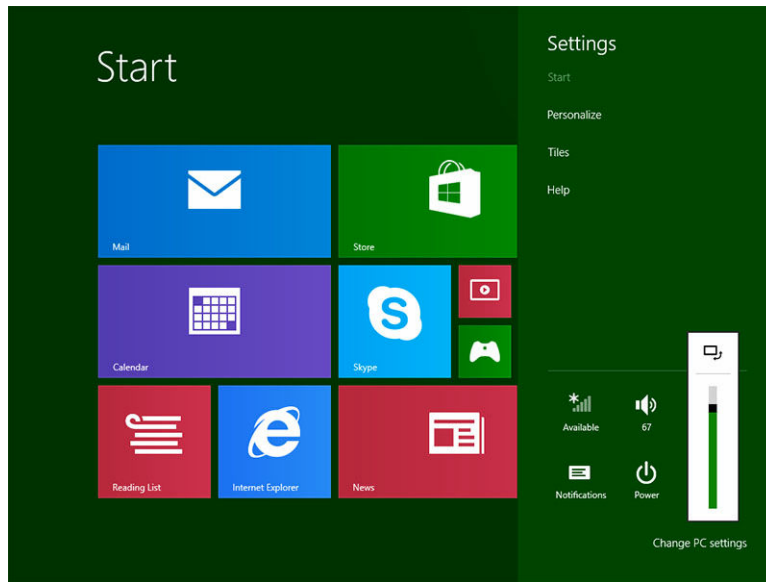 Start
Settings
Start
Personalize
Tiles
Help
Mail
Store
Calendar
Skype
Reading List
Internet Explorer
News
Available
67
Notifications
Power
Change PC settings